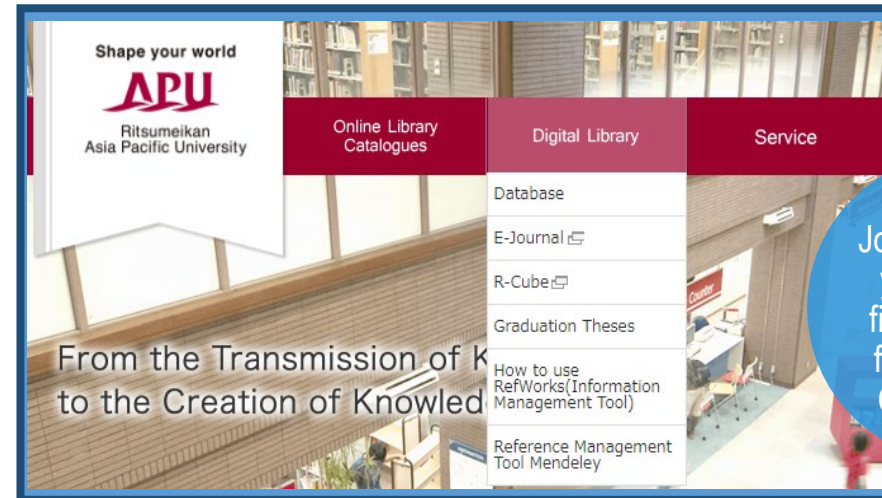 Shape your world
APU
Ritsumeikan
Asia Pacific University
Online Library
Catalogues
Digital Library
Service
Database
E-Journal
R-Cube
Graduation Theses
How to use
RefWorks(Information
Management Tool)
Reference Management
Tool Mendeley
From the Transmission of K
to the Creation of Knowled
Counter
Jo
fi
f